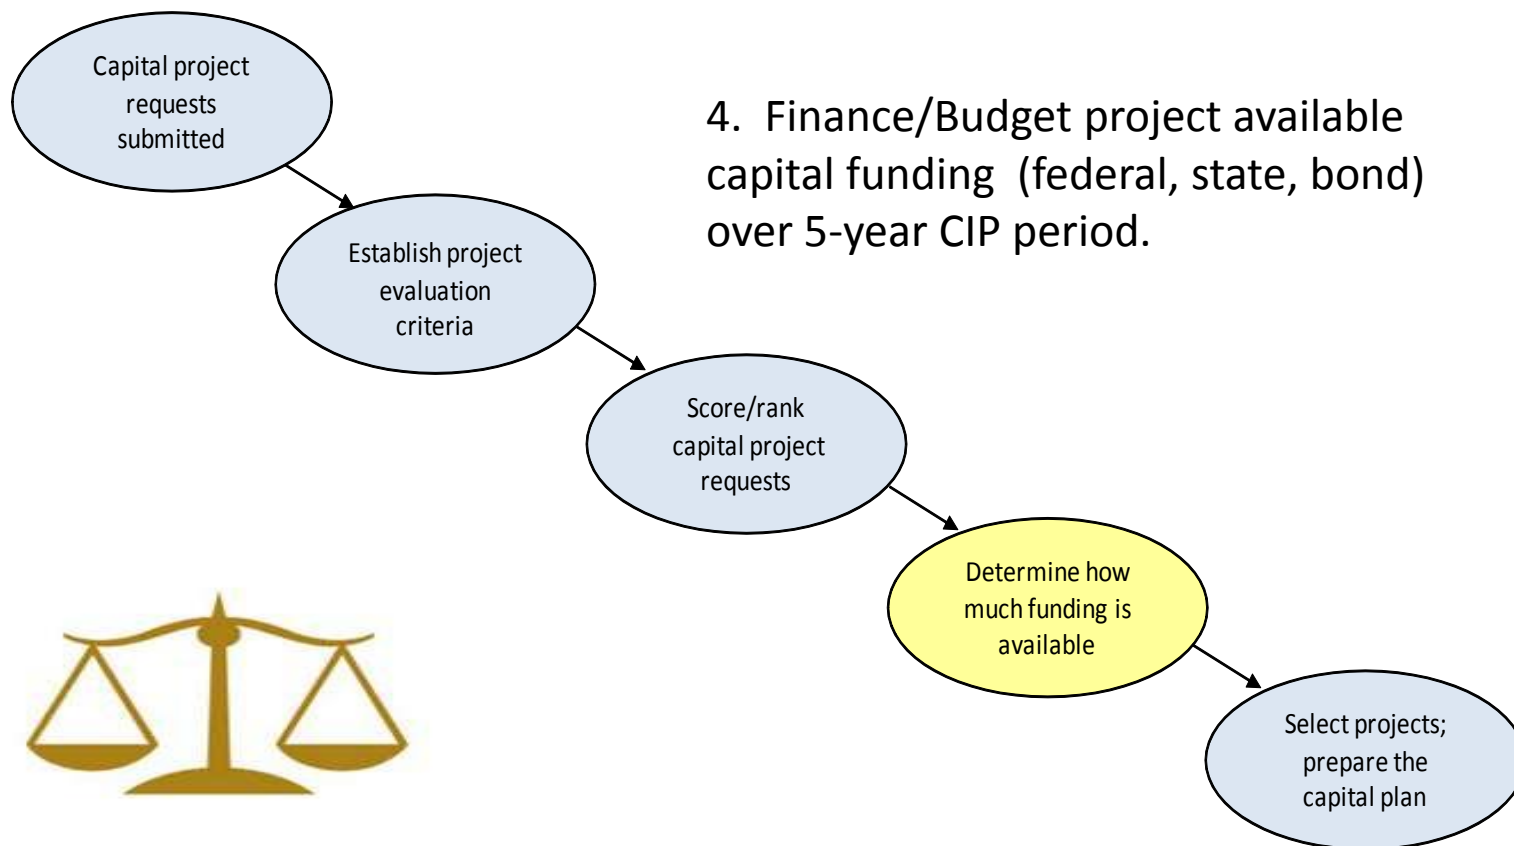 Capital project
requests
submitted
4. Finance/Budget project available
capital funding (federal, state, bond)
over 5-year CIP period.
Establish project
evaluation
criteria
Score/rank
capital project
requests
Determine how
much funding is
available
Select projects;
prepare the
capital plan